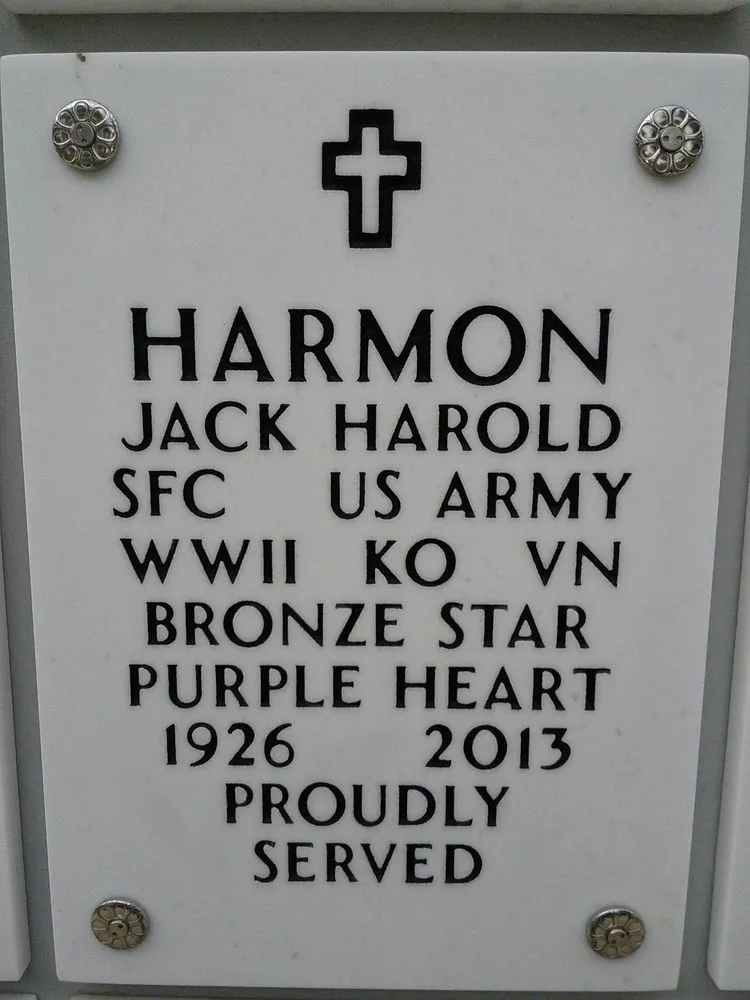 HARMON
JACK HAROLD
SFC US ARMY
WWII KO VN
BRONZE STAR
PURPLE HEART
1926 2013
PROUDLY
SERVED